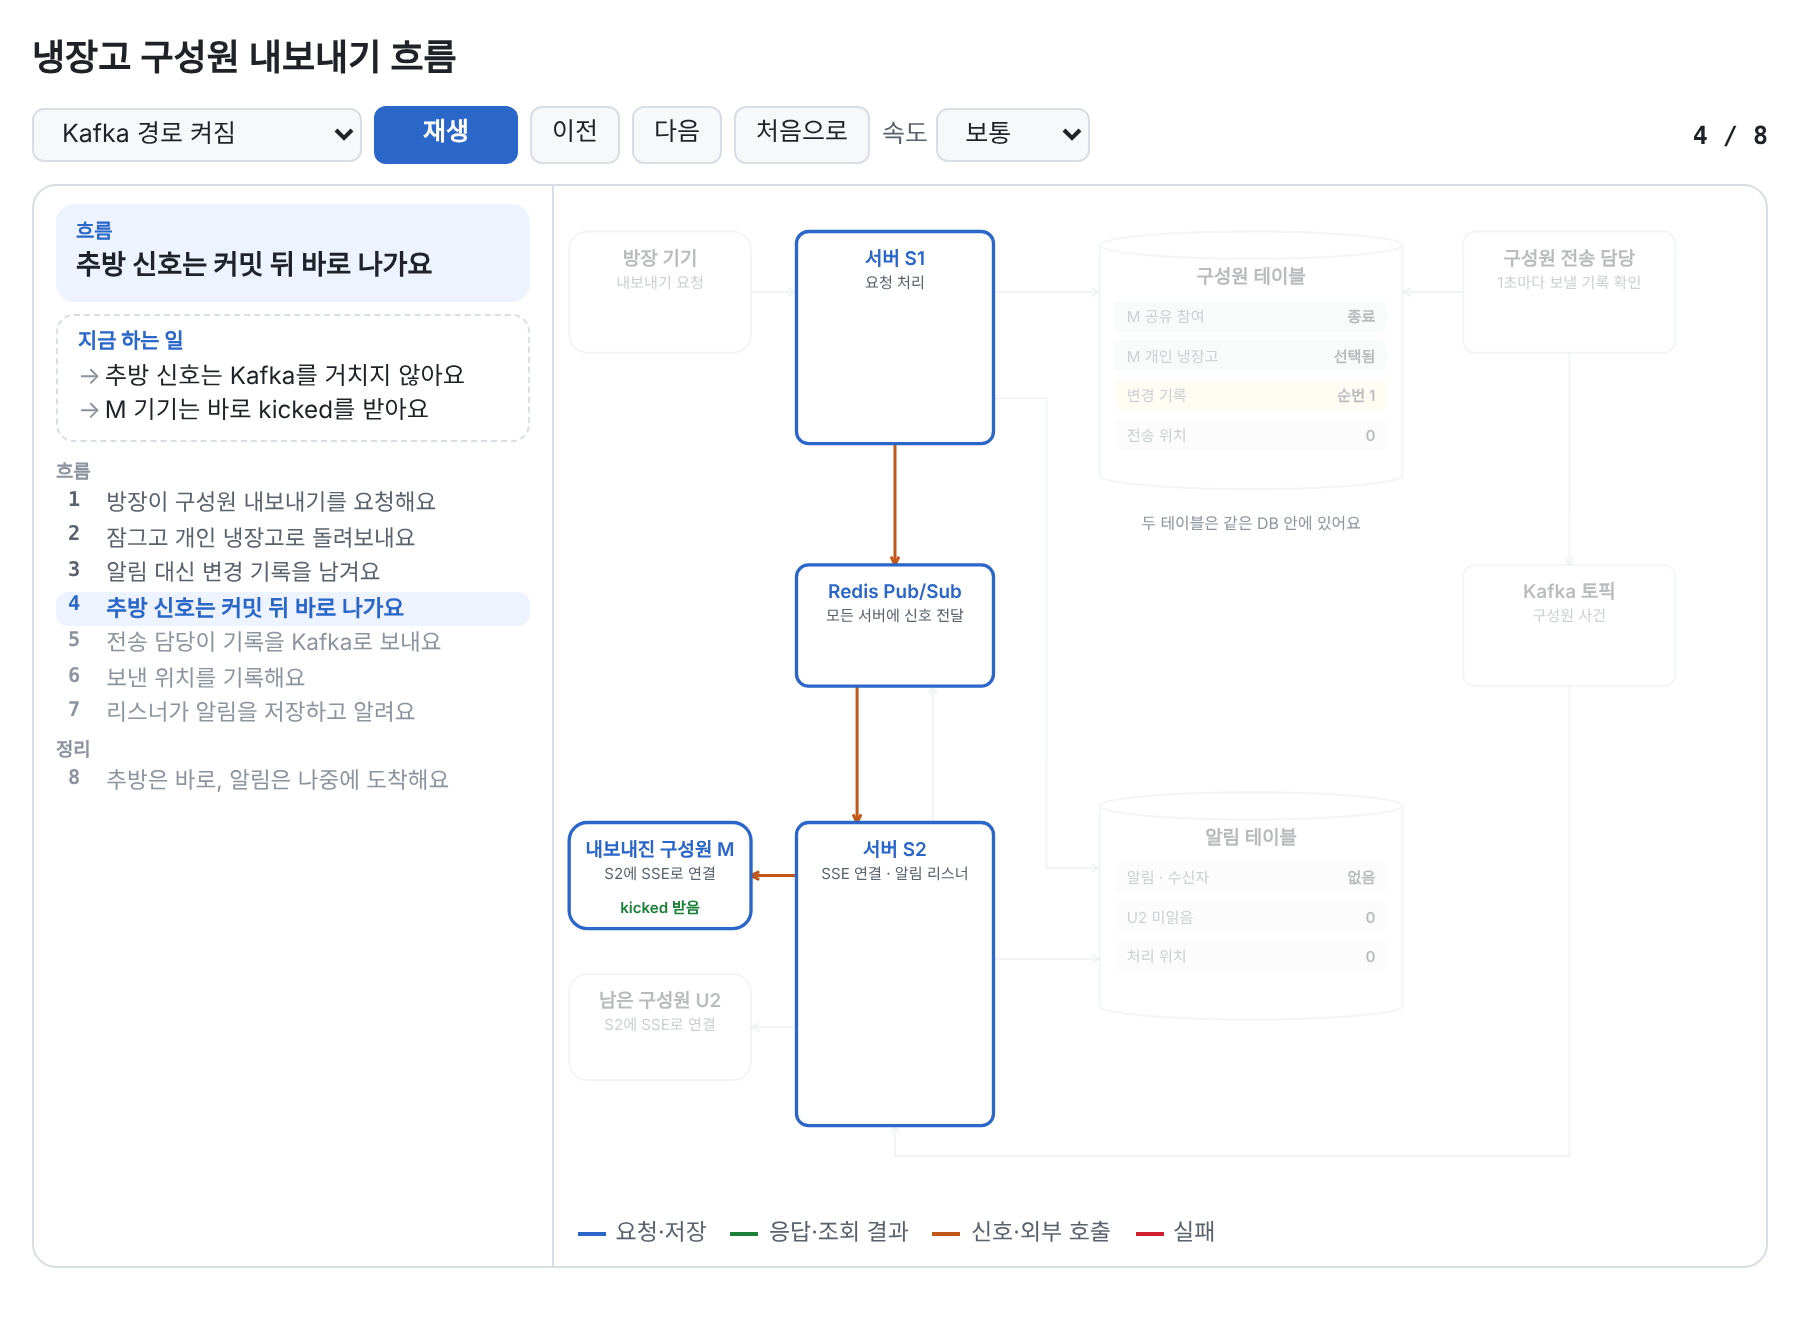 냉장고 구성원 내보내기 흐름
Kafka 경로 켜짐
재생
이전
다음
처음으로
속도
보통
4 / 8
흐름
추방 신호는 커밋 뒤 바로 나가요
지금 하는 일
→ 추방 신호는 Kafka를 거치지 않아요
→ M 기기는 바로 kicked를 받아요
흐름
1 방장이 구성원 내보내기를 요청해요
2 잠그고 개인 냉장고로 돌려보내요
3 알림 대신 변경 기록을 남겨요
4 추방 신호는 커밋 뒤 바로 나가요
5 전송 담당이 기록을 Kafka로 보내요
6 보낸 위치를 기록해요
7 리스너가 알림을 저장하고 알려요
정리
8 추방은 바로, 알림은 나중에 도착해요
방장 기기
내보내기 요청
서버 S1
요청 처리
구성원 테이블
M 공유 참여 종료
M 개인 냉장고 선택됨
변경 기록 순번 1
전송 위치 0
두 테이블은 같은 DB 안에 있어요
구성원 전송 담당
1초마다 보낼 기록 확인
Redis Pub/Sub
모든 서버에 신호 전달
Kafka 토픽
구성원 사건
내보내진 구성원 M
S2에 SSE로 연결
kicked 받음
서버 S2
SSE 연결 · 알림 리스너
알림 테이블
알림 · 수신자 없음
U2 미읽음 0
처리 위치 0
남은 구성원 U2
S2에 SSE로 연결
요청·저장
응답·조회 결과
신호·외부 호출
실패